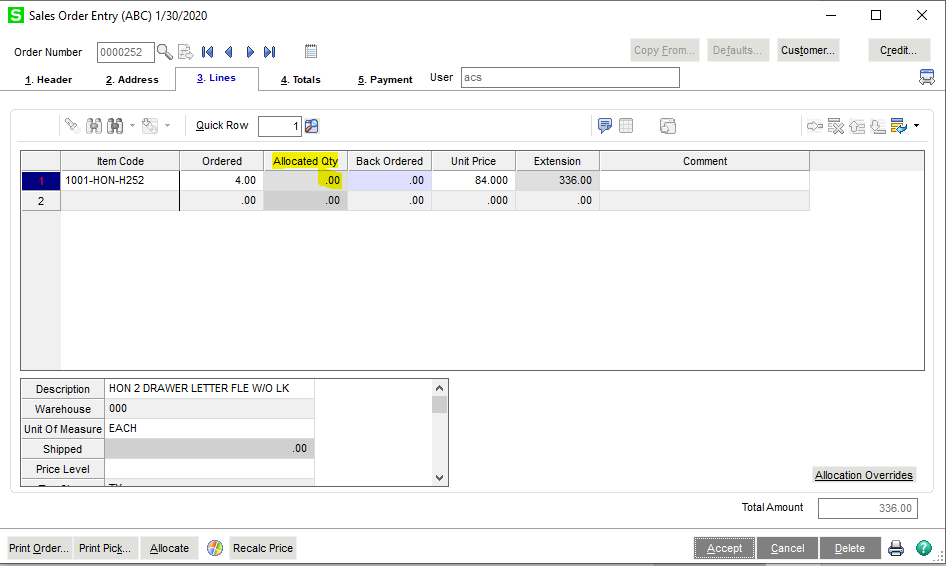 S Sales Order Entry (ABC) 1/30/2020
Order Number 0000252 Copy From... Defaults... Customer... Credit...
1. Header 2. Address 3. Lines 4. Totals 5. Payment User acs
Quick Row 1
Item Code Ordered Allocated Qty Back Ordered Unit Price Extension Comment
1 1001-HON-H252 4.00 .00 .00 84.000 336.00
2 .00 .00 .00 .000 .00
Description HON 2 DRAWER LETTER FLE W/O LK
Warehouse 000
Unit Of Measure EACH
Shipped .00
Price Level
Allocation Overrides
Total Amount 336.00
Print Order... Print Pick... Allocate Recalc Price Accept Cancel Delete ?